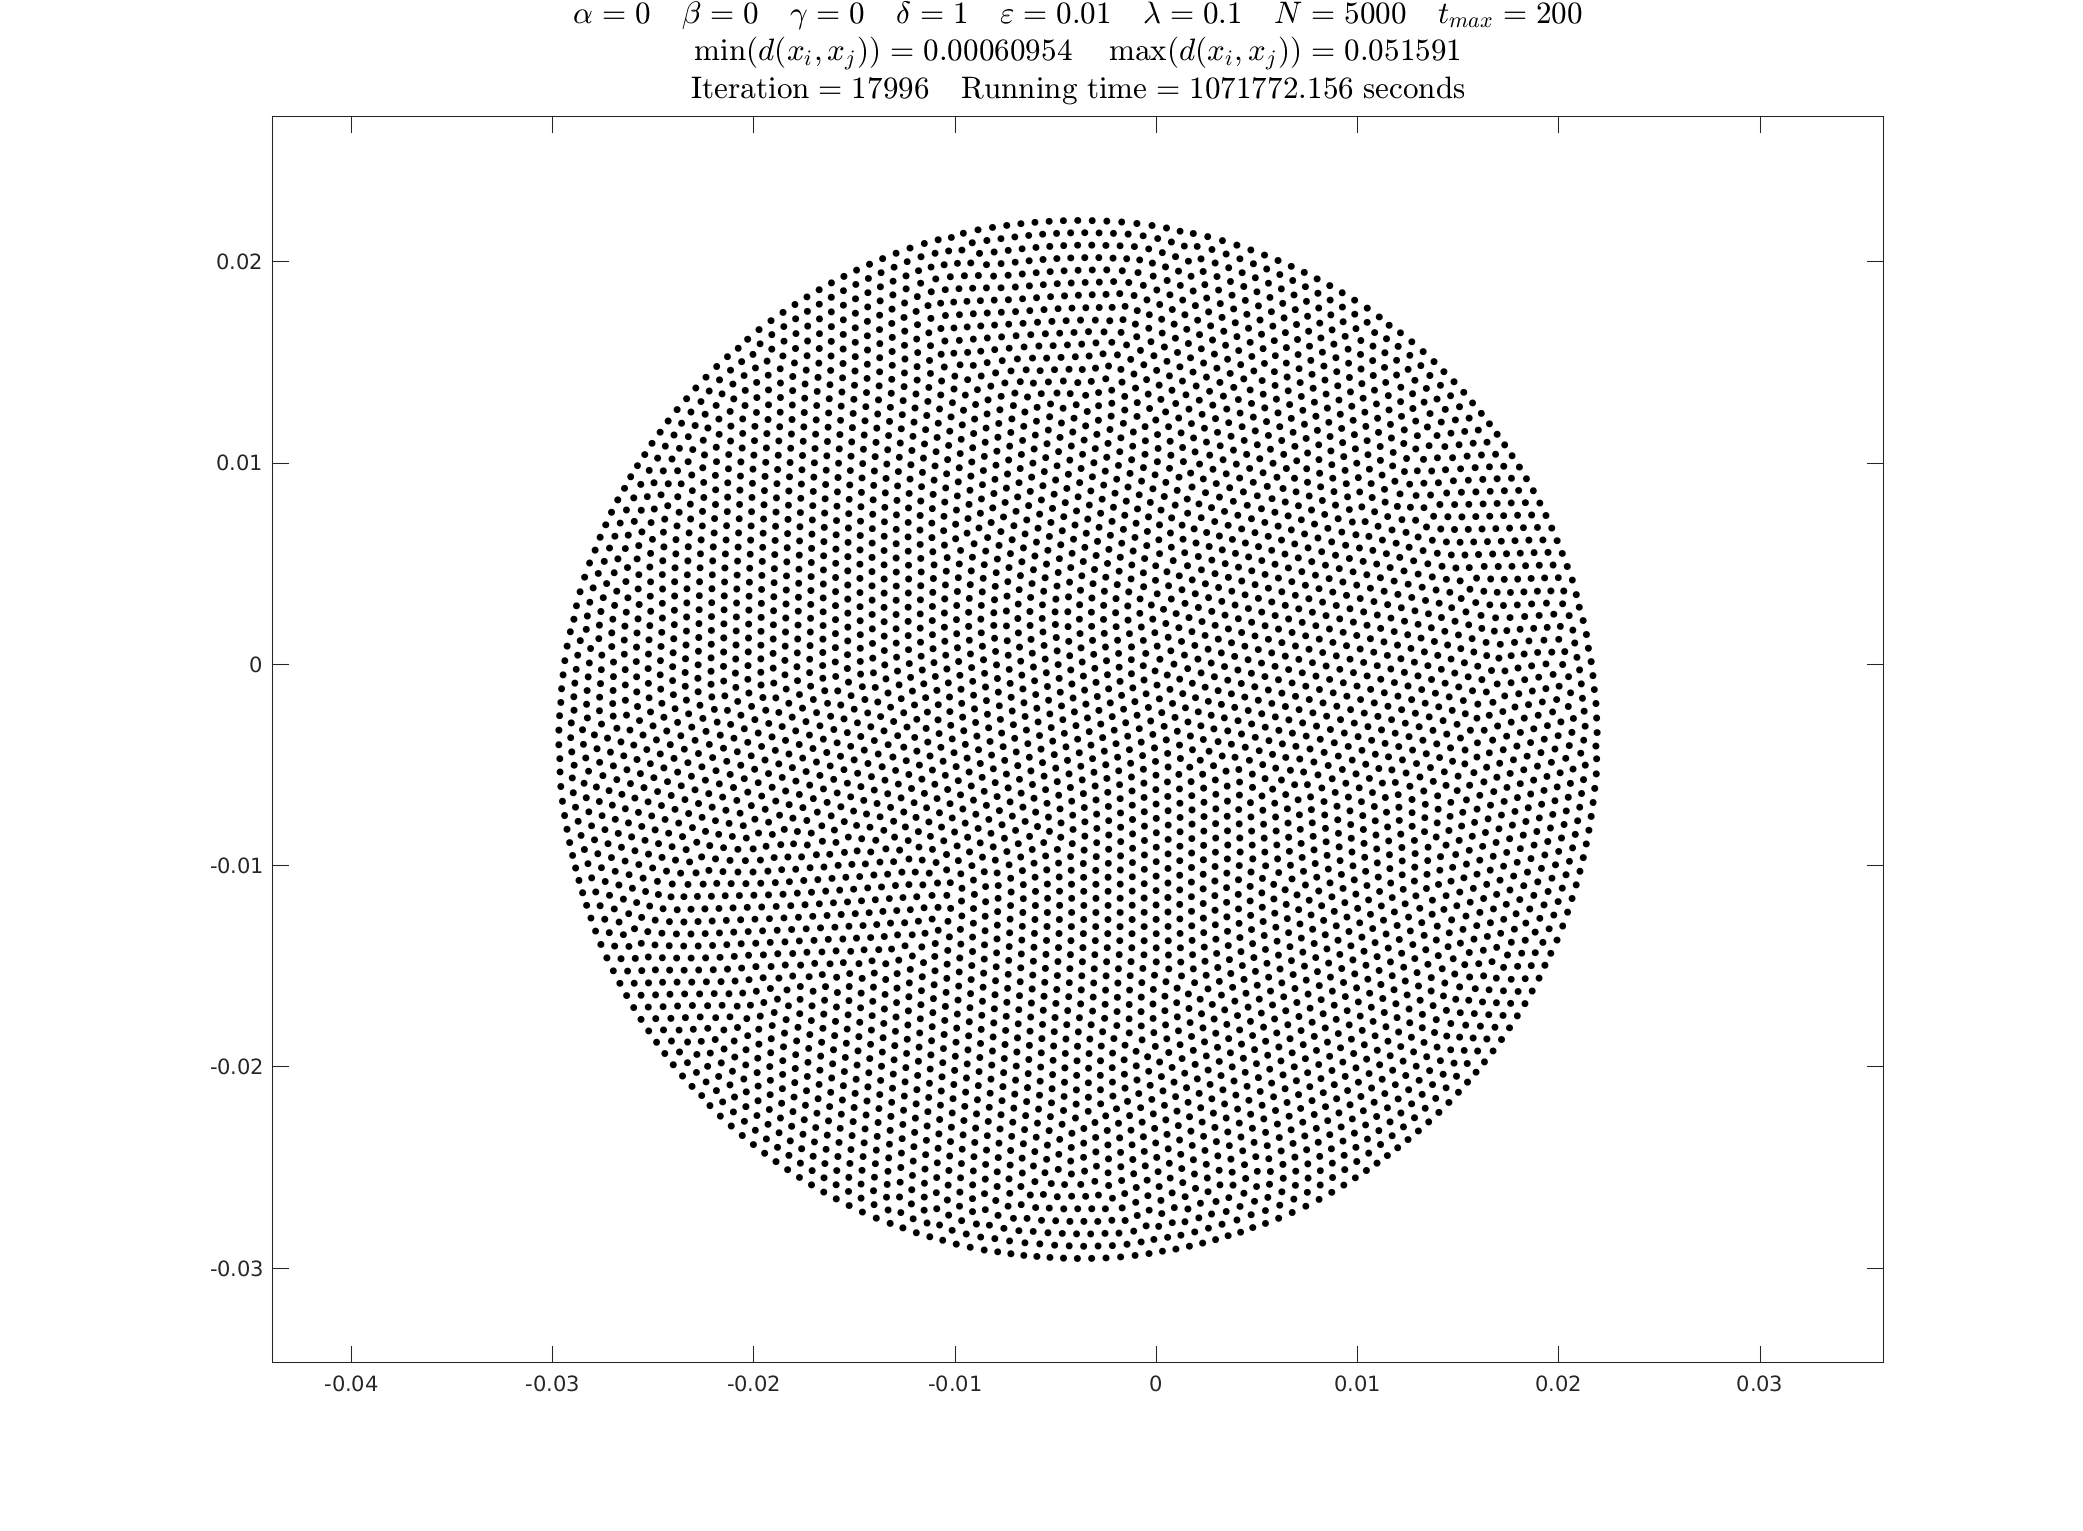 α = 0 β = 0 γ = 0 δ = 1 ε = 0.01 λ = 0.1 N = 5000 t_max = 200
min(d(x_i, x_j)) = 0.00060954 max(d(x_i, x_j)) = 0.051591
Iteration = 17996 Running time = 1071772.156 seconds
0.02
0.01
0
-0.01
-0.02
-0.03
-0.04 -0.03 -0.02 -0.01 0 0.01 0.02 0.03